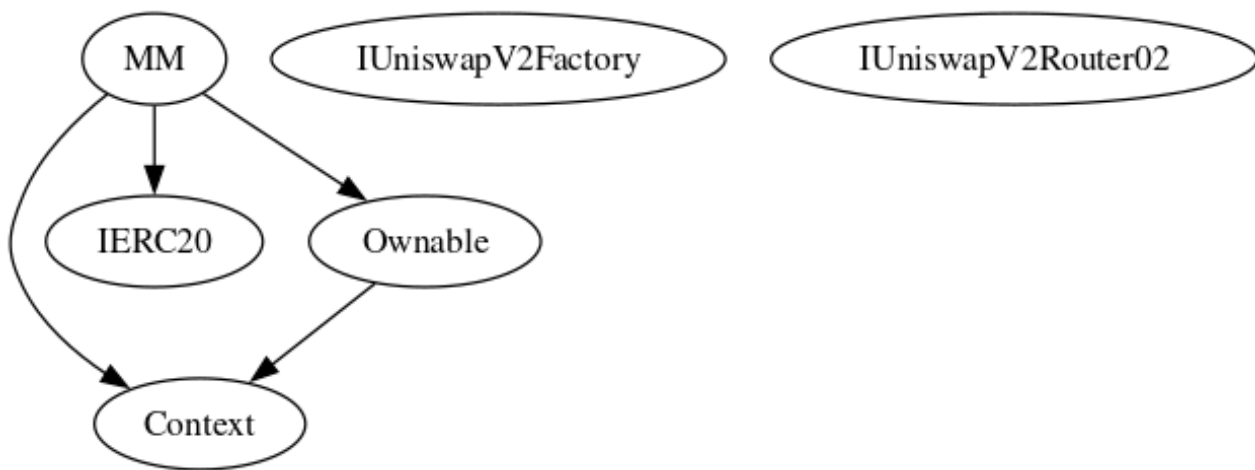 MM
IUniswapV2Factory
IUniswapV2Router02
IERC20
Ownable
Context